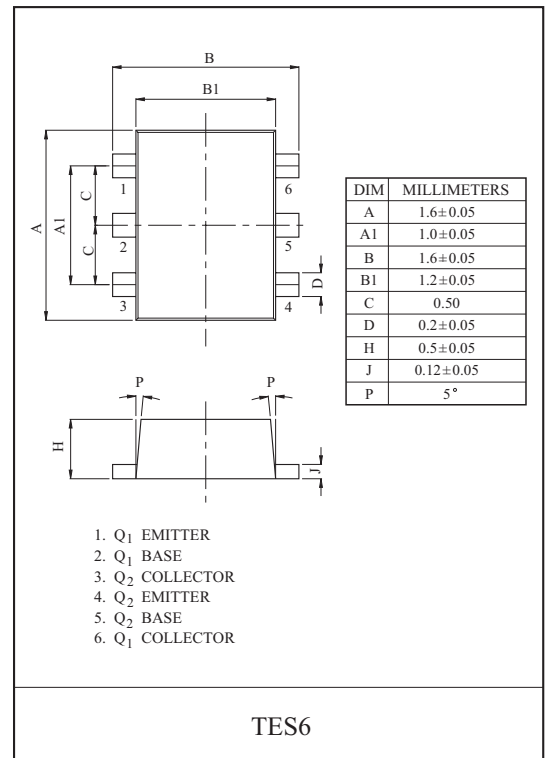 B
B1
A
A1
C
C
D
1
2
3
6
5
4
DIM MILLIMETERS
A 1.6±0.05
A1 1.0±0.05
B 1.6±0.05
B1 1.2±0.05
C 0.50
D 0.2±0.05
H 0.5±0.05
J 0.12±0.05
P 5°
P
P
H
J
1. Q1 EMITTER
2. Q1 BASE
3. Q2 COLLECTOR
4. Q2 EMITTER
5. Q2 BASE
6. Q1 COLLECTOR
TES6